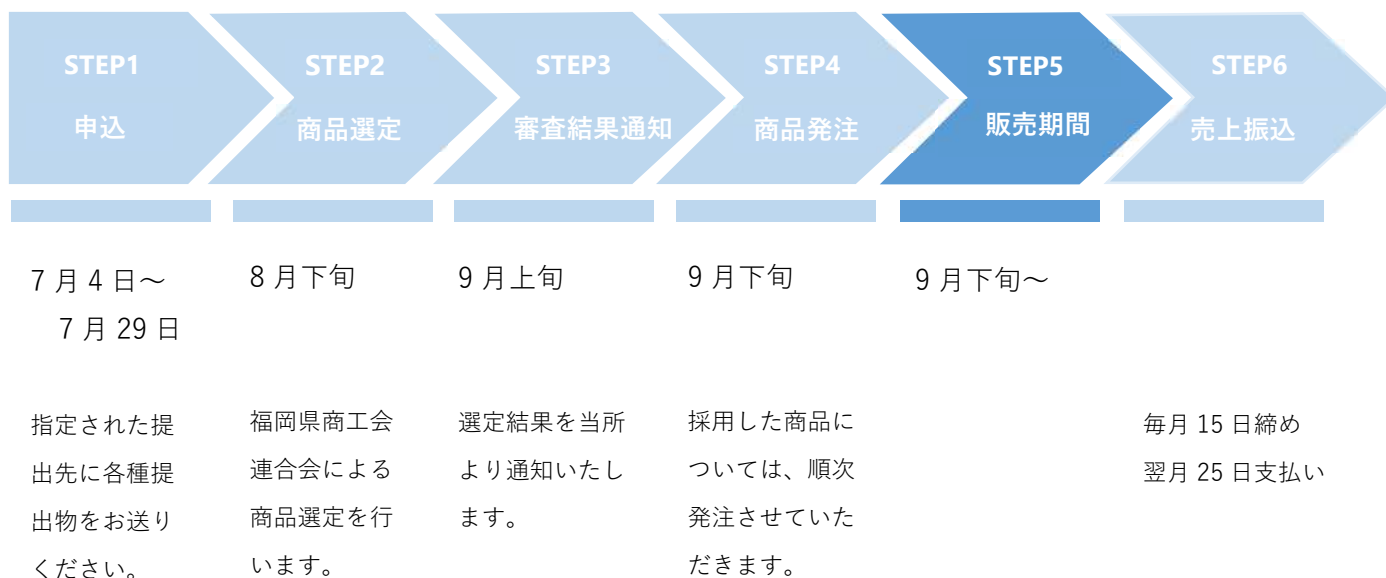 STEP1
申込
STEP2
商品選定
STEP3
審査結果通知
STEP4
商品発注
STEP5
販売期間
STEP6
売上振込
7 月 4 日～
7 月 29 日
8 月下旬
9 月上旬
9 月下旬
9 月下旬～
指定された提
出先に各種提
出物をお送り
ください。
福岡県商工会
連合会による
商品選定を行
います。
選定結果を当所
より通知いたし
ます。
採用した商品に
ついては、順次
発注させていた
だきます。
毎月 15 日締め
翌月 25 日支払い